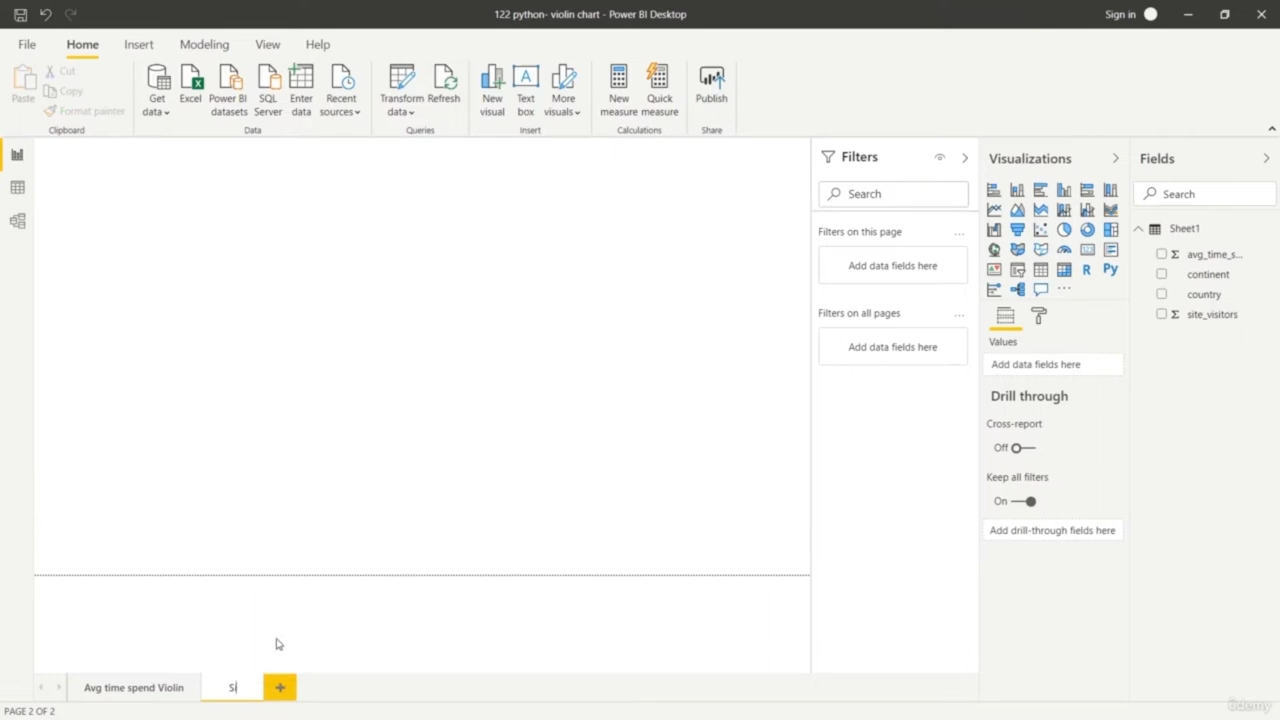 122 python- violin chart - Power BI Desktop
Sign in
File Home Insert Modeling View Help
Paste
Cut
Copy
Format painter
Clipboard
Get data
Excel
Power BI datasets
SQL Server
Enter data
Recent sources
Data
Transform data
Refresh
Queries
New visual
Text box
More visuals
Insert
New measure
Quick measure
Calculations
Publish
Share
Filters
Search
Filters on this page
...
Add data fields here
Filters on all pages
...
Add data fields here
Visualizations
R Py
...
Values
Add data fields here
Drill through
Cross-report
Off
Keep all filters
On
Add drill-through fields here
Fields
Search
Sheet1
Σ avg_time_s...
continent
country
Σ site_visitors
Avg time spend Violin
Si
+
PAGE 2 OF 2
ûdemy